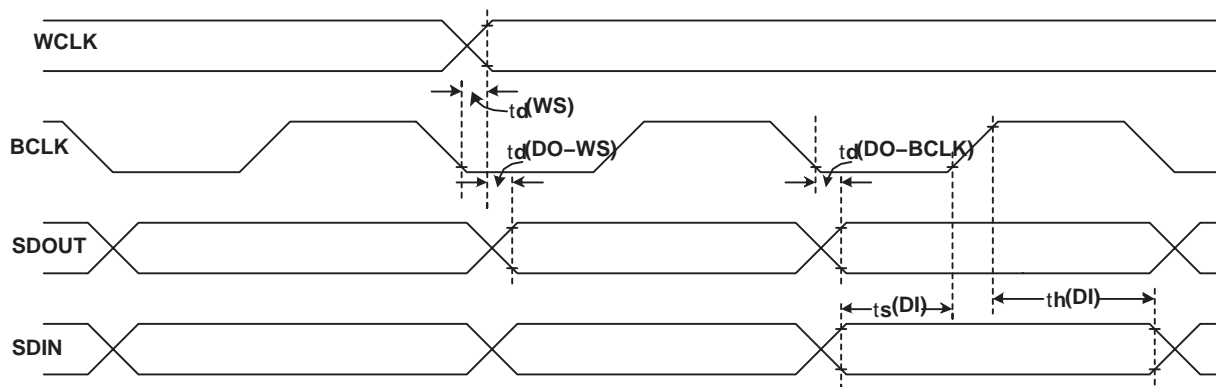 WCLK
td(WS)
BCLK
td(DO–WS)
td(DO–BCLK)
SDOUT
ts(DI)
th(DI)
SDIN